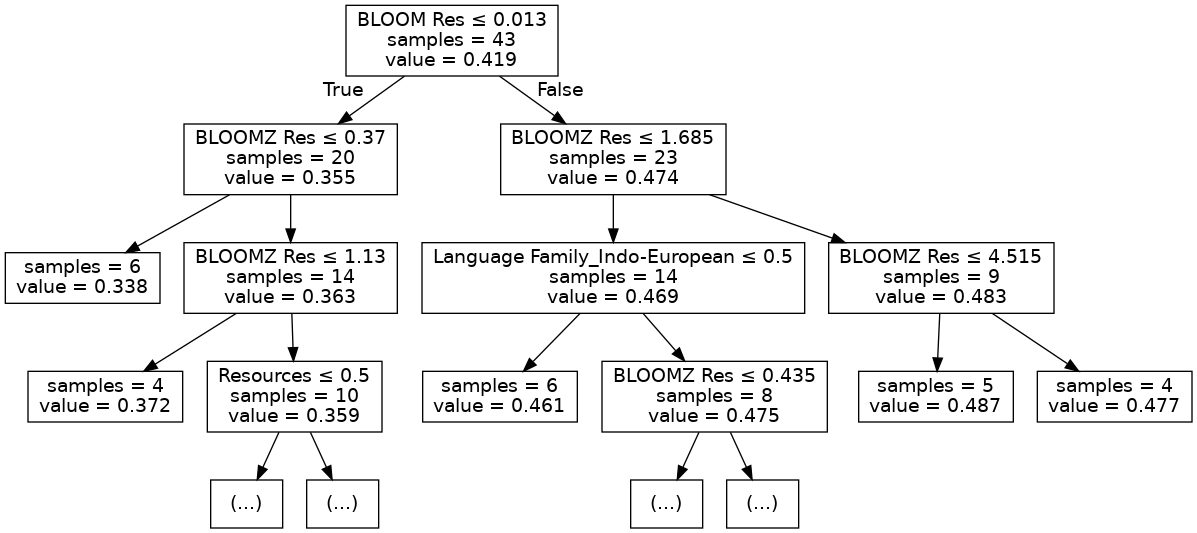 BLOOM Res ≤ 0.013
samples = 43
value = 0.419
True
False
BLOOMZ Res ≤ 0.37
samples = 20
value = 0.355
BLOOMZ Res ≤ 1.685
samples = 23
value = 0.474
samples = 6
value = 0.338
BLOOMZ Res ≤ 1.13
samples = 14
value = 0.363
Language Family_Indo-European ≤ 0.5
samples = 14
value = 0.469
BLOOMZ Res ≤ 4.515
samples = 9
value = 0.483
samples = 4
value = 0.372
Resources ≤ 0.5
samples = 10
value = 0.359
samples = 6
value = 0.461
BLOOMZ Res ≤ 0.435
samples = 8
value = 0.475
samples = 5
value = 0.487
samples = 4
value = 0.477
(...)
(...)
(...)
(...)